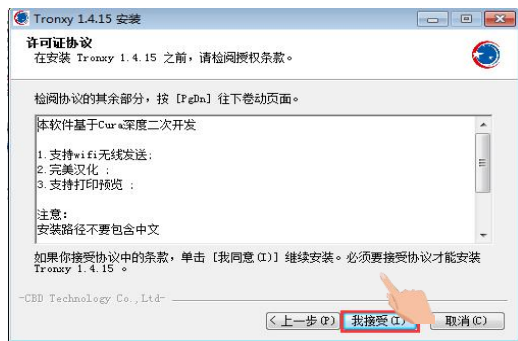 Tronxy 1.4.15 安装
许可证协议
在安装 Tronxy 1.4.15 之前，请检阅授权条款。
检阅协议的其余部分，按 [PgDn] 往下卷动页面。
本软件基于Cura深度二次开发
1.支持wifi无线发送;
2.完美汉化 ;
3.支持打印预览 ;
注意:
安装路径不要包含中文
如果你接受协议中的条款，单击 [我同意(I)] 继续安装。必须要接受协议才能安装
Tronxy 1.4.15 。
CBD Technology Co.,Ltd
< 上一步(P) 我接受(I) 取消(C)